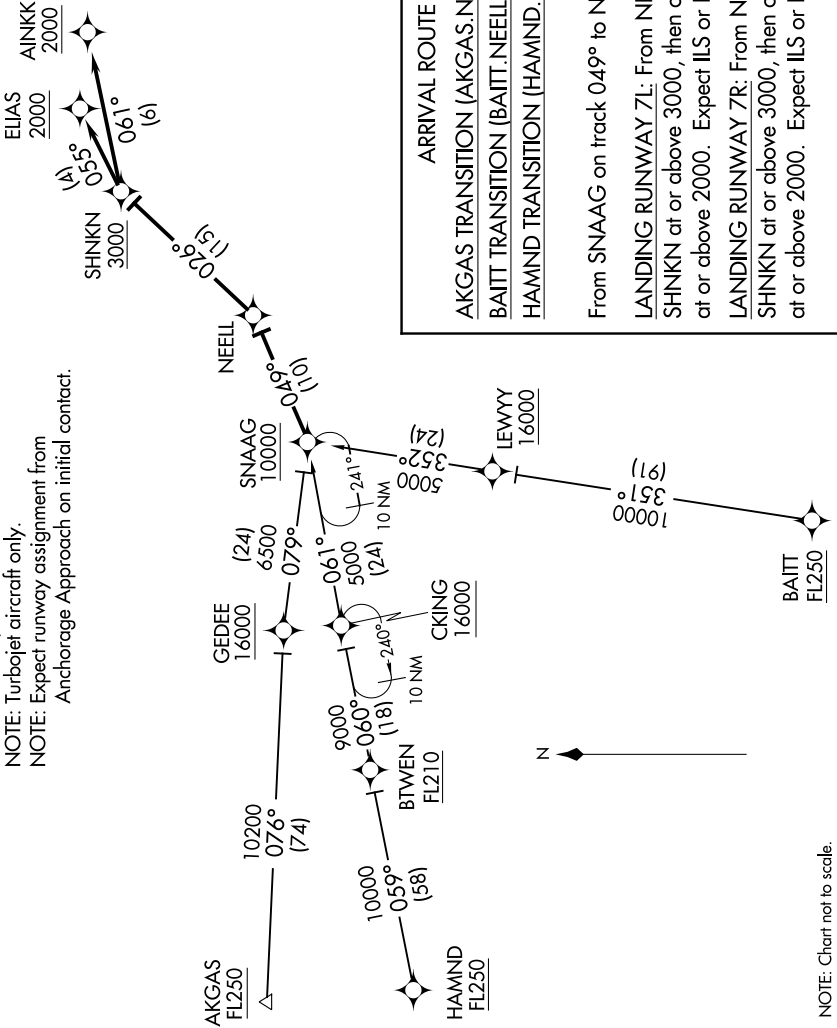 NOTE: Turbojet aircraft only.
NOTE: Expect runway assignment from
Anchorage Approach on initial contact.
AINKK
2000
ELIAS
2000
061°
(6)
(4)
055°
SHNKN
3000
026°
(15)
NEELL
049°
(10)
SNAAG
10000
241°
10 NM
(24)
6500
079°
061°
5000
(24)
GEDEE
16000
CKING
16000
240°
10 NM
9000
060°
(18)
BTWEN
FL210
10200
076°
(74)
10000
059°
(58)
AKGAS
FL250
HAMND
FL250
LEWYY
16000
5000
352°
(24)
10000
351°
(91)
BAITT
FL250
N
NOTE: Chart not to scale.
ARRIVAL ROUTE
AKGAS TRANSITION (AKGAS.N
BAITT TRANSITION (BAITT.NEELL
HAMND TRANSITION (HAMND.
From SNAAG on track 049° to N
LANDING RUNWAY 7L: From N
SHNKN at or above 3000, then
at or above 2000. Expect ILS or
LANDING RUNWAY 7R: From N
SHNKN at or above 3000, then
at or above 2000. Expect ILS or